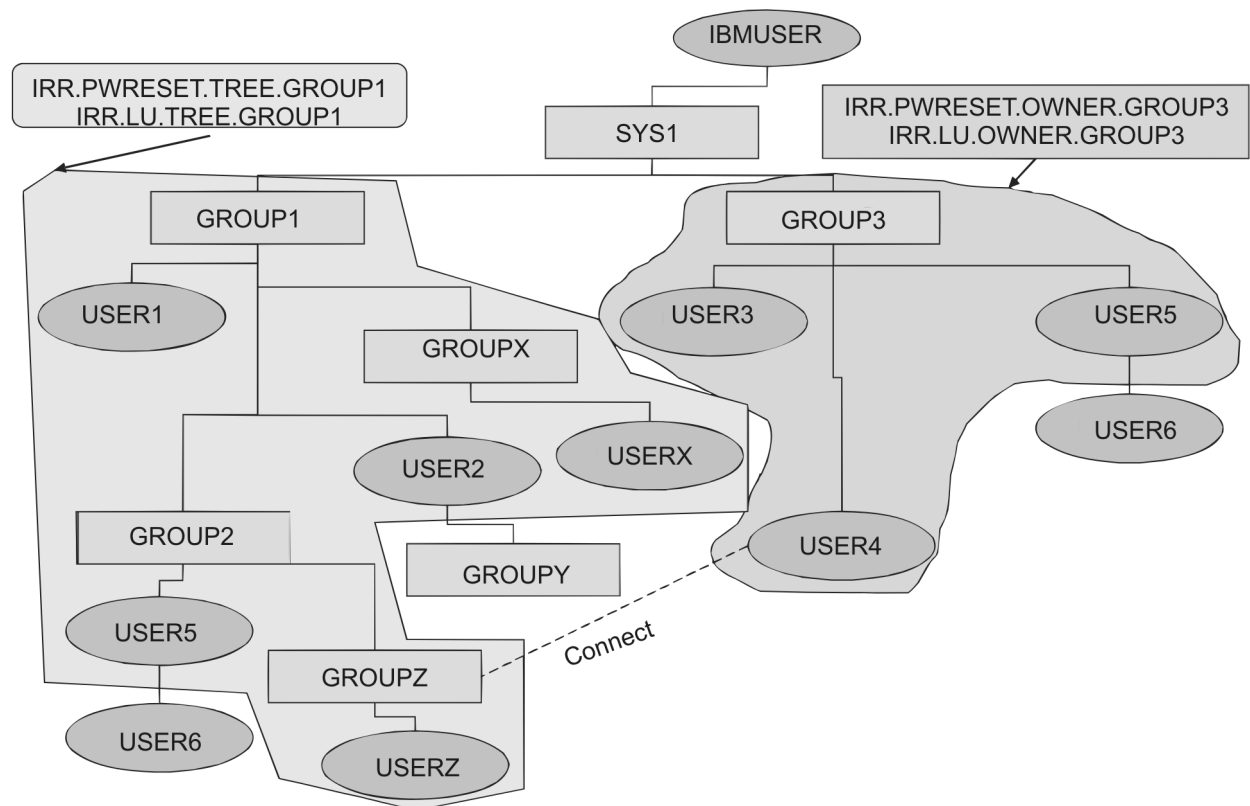 IBMUSER
IRR.PWRESET.TREE.GROUP1
IRR.LU.TREE.GROUP1
SYS1
IRR.PWRESET.OWNER.GROUP3
IRR.LU.OWNER.GROUP3
GROUP1
GROUP3
USER1
USER3
USER5
GROUPX
USER6
USER2
USERX
GROUP2
USER4
GROUPY
USER5
Connect
GROUPZ
USER6
USERZ